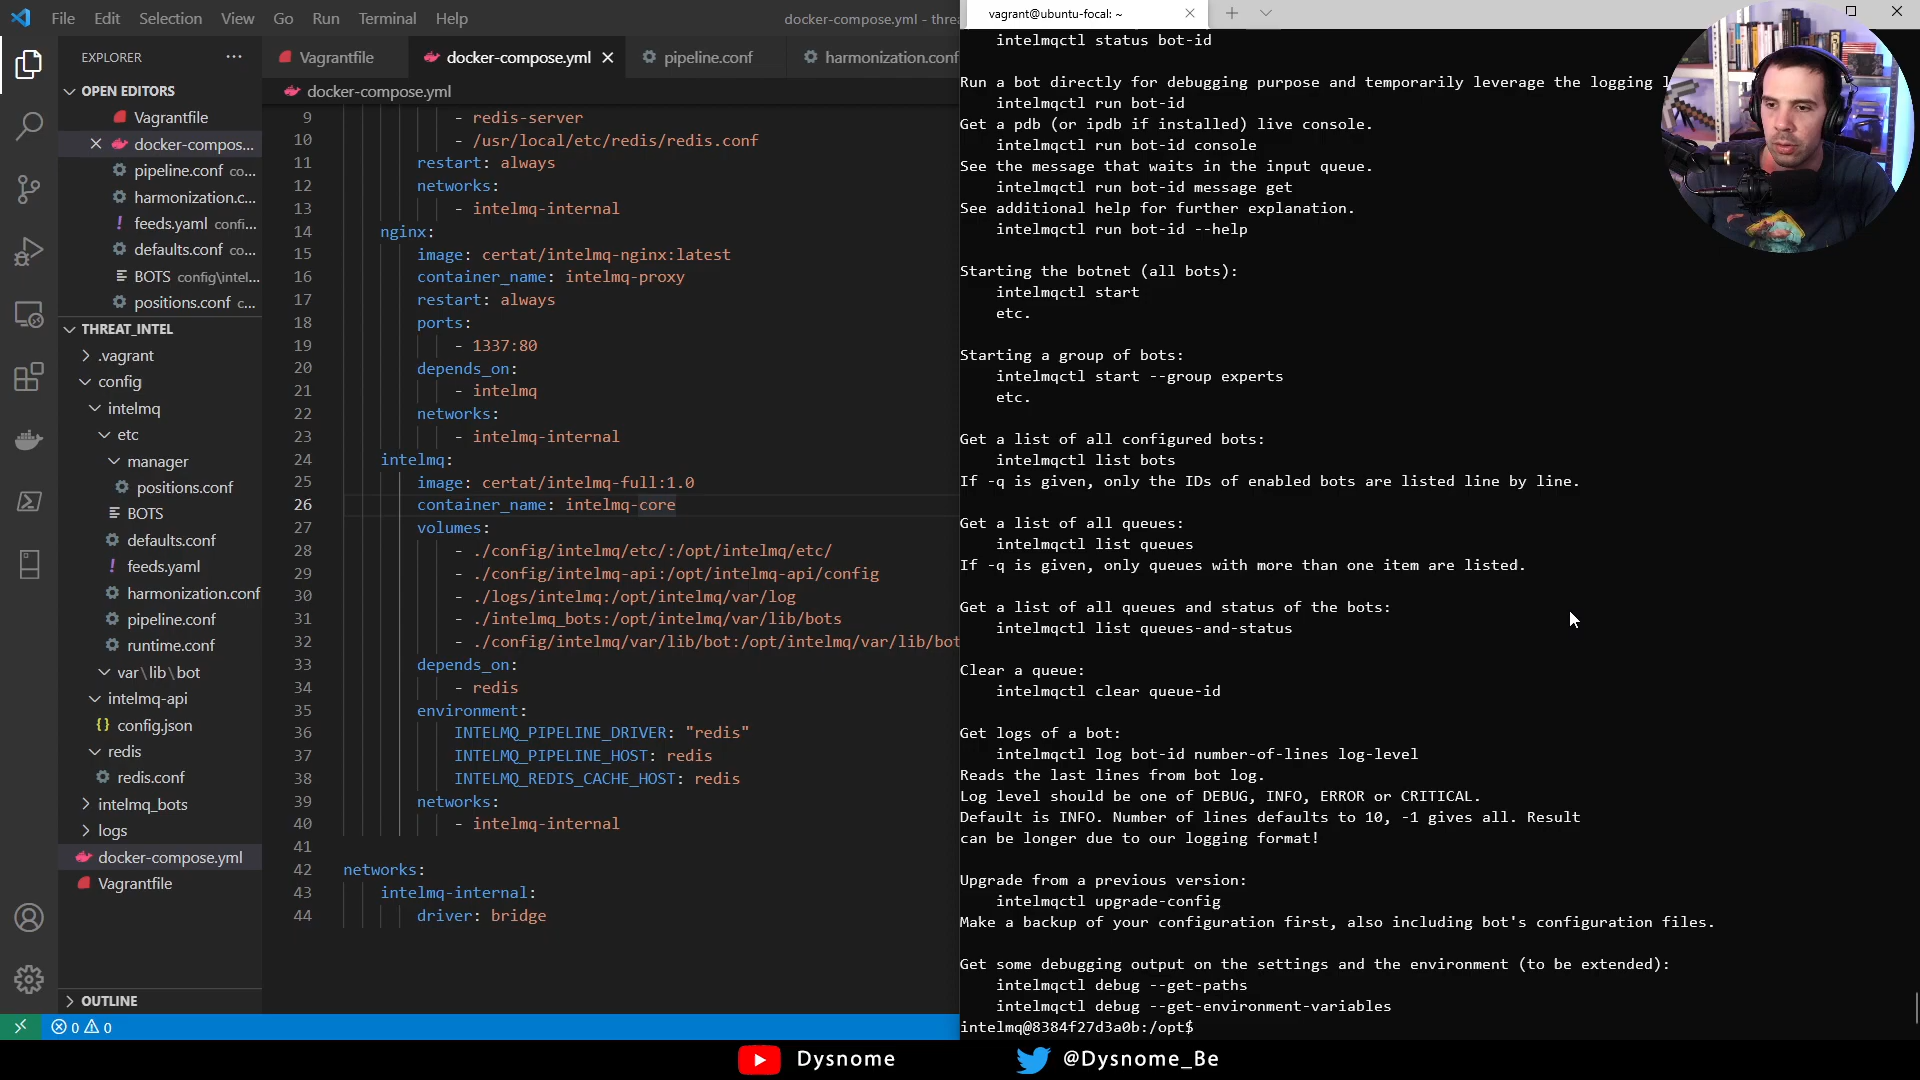 File Edit Selection View Go Run Terminal Help
docker-compose.yml - threa
vagrant@ubuntu-focal: ~
EXPLORER
Vagrantfile
docker-compose.yml
pipeline.conf
harmonization.conf
OPEN EDITORS
Vagrantfile
docker-compos...
pipeline.conf co...
harmonization.c...
feeds.yaml confi...
defaults.conf co...
BOTS config\intel...
positions.conf c...
THREAT_INTEL
.vagrant
config
intelmq
etc
manager
positions.conf
BOTS
defaults.conf
feeds.yaml
harmonization.conf
pipeline.conf
runtime.conf
var\lib\bot
intelmq-api
config.json
redis
redis.conf
intelmq_bots
logs
docker-compose.yml
Vagrantfile
OUTLINE
0 0
docker-compose.yml
9 - redis-server
10 - /usr/local/etc/redis/redis.conf
11 restart: always
12 networks:
13 - intelmq-internal
14 nginx:
15 image: certat/intelmq-nginx:latest
16 container_name: intelmq-proxy
17 restart: always
18 ports:
19 - 1337:80
20 depends_on:
21 - intelmq
22 networks:
23 - intelmq-internal
24 intelmq:
25 image: certat/intelmq-full:1.0
26 container_name: intelmq-core
27 volumes:
28 - ./config/intelmq/etc/:/opt/intelmq/etc/
29 - ./config/intelmq-api:/opt/intelmq-api/config
30 - ./logs/intelmq:/opt/intelmq/var/log
31 - ./intelmq_bots:/opt/intelmq/var/lib/bots
32 - ./config/intelmq/var/lib/bot:/opt/intelmq/var/lib/bot
33 depends_on:
34 - redis
35 environment:
36 INTELMQ_PIPELINE_DRIVER: "redis"
37 INTELMQ_PIPELINE_HOST: redis
38 INTELMQ_REDIS_CACHE_HOST: redis
39 networks:
40 - intelmq-internal
41
42 networks:
43 intelmq-internal:
44 driver: bridge
intelmqctl status bot-id
Run a bot directly for debugging purpose and temporarily leverage the logging l
intelmqctl run bot-id
Get a pdb (or ipdb if installed) live console.
intelmqctl run bot-id console
See the message that waits in the input queue.
intelmqctl run bot-id message get
See additional help for further explanation.
intelmqctl run bot-id --help
Starting the botnet (all bots):
intelmqctl start
etc.
Starting a group of bots:
intelmqctl start --group experts
etc.
Get a list of all configured bots:
intelmqctl list bots
If -q is given, only the IDs of enabled bots are listed line by line.
Get a list of all queues:
intelmqctl list queues
If -q is given, only queues with more than one item are listed.
Get a list of all queues and status of the bots:
intelmqctl list queues-and-status
Clear a queue:
intelmqctl clear queue-id
Get logs of a bot:
intelmqctl log bot-id number-of-lines log-level
Reads the last lines from bot log.
Log level should be one of DEBUG, INFO, ERROR or CRITICAL.
Default is INFO. Number of lines defaults to 10, -1 gives all. Result
can be longer due to our logging format!
Upgrade from a previous version:
intelmqctl upgrade-config
Make a backup of your configuration first, also including bot's configuration files.
Get some debugging output on the settings and the environment (to be extended):
intelmqctl debug --get-paths
intelmqctl debug --get-environment-variables
intelmq@8384f27d3a0b:/opt$
Dysnome
@Dysnome_Be